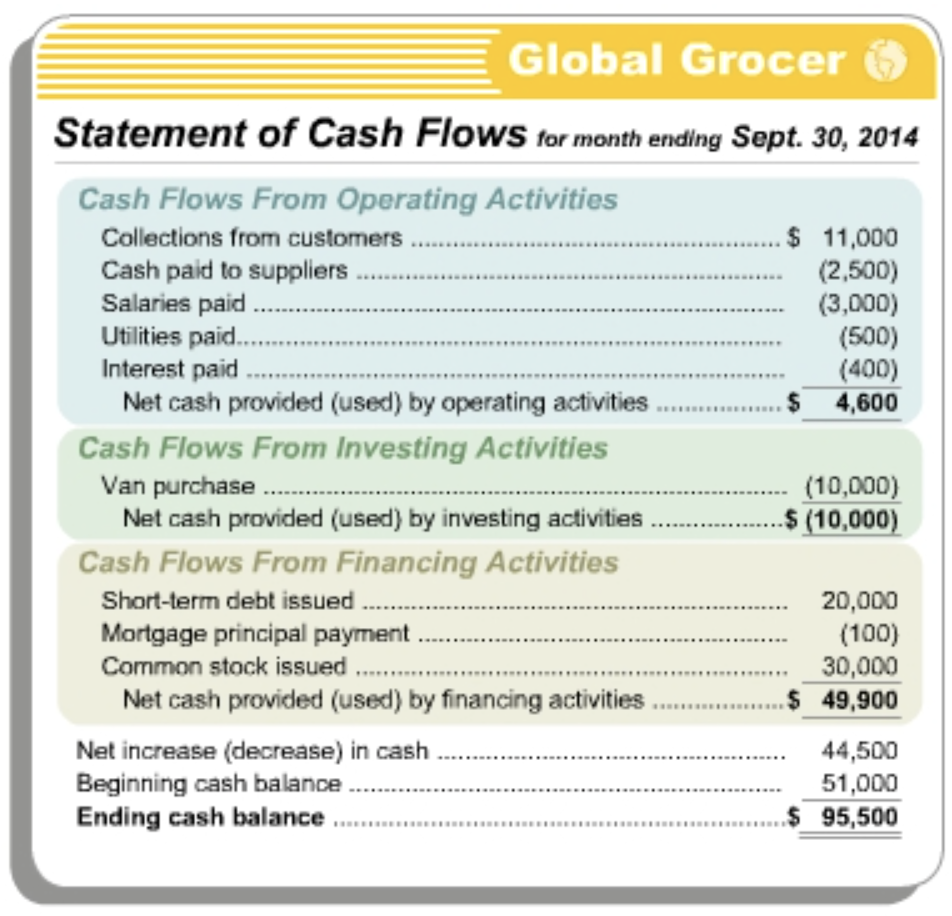 Global Grocer
Statement of Cash Flows for month ending Sept. 30, 2014
Cash Flows From Operating Activities
Collections from customers ........................................................ $ 11,000
Cash paid to suppliers ................................................................ (2,500)
Salaries paid ................................................................................ (3,000)
Utilities paid.................................................................................. (500)
Interest paid ................................................................................. (400)
Net cash provided (used) by operating activities ................... $ 4,600
Cash Flows From Investing Activities
Van purchase ............................................................................... (10,000)
Net cash provided (used) by investing activities ....................$ (10,000)
Cash Flows From Financing Activities
Short-term debt issued ................................................................ 20,000
Mortgage principal payment ........................................................ (100)
Common stock issued ................................................................. 30,000
Net cash provided (used) by financing activities ....................$ 49,900
Net increase (decrease) in cash .................................................... 44,500
Beginning cash balance ................................................................. 51,000
Ending cash balance ....................................................................$ 95,500